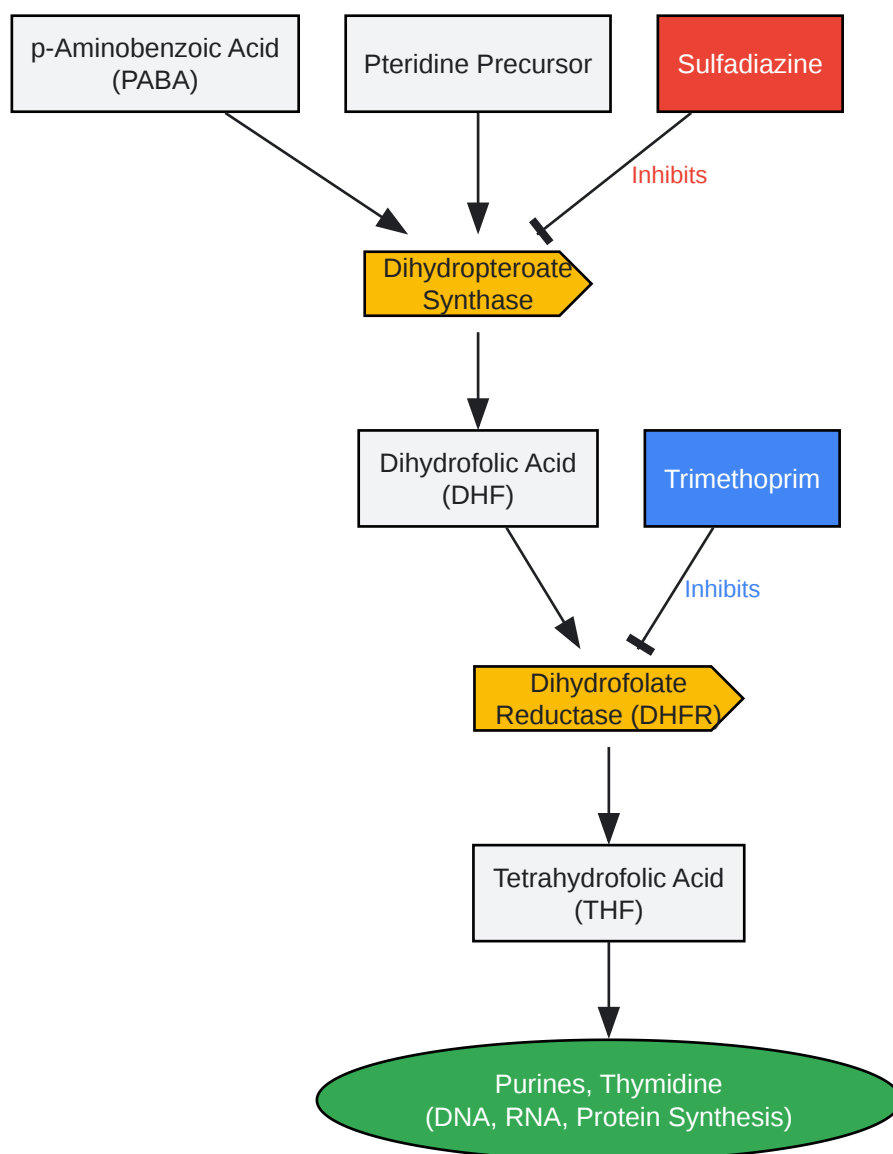 p-Aminobenzoic Acid
(PABA)
Pteridine Precursor
Sulfadiazine
Inhibits
Dihydropteroate
Synthase
Dihydrofolic Acid
(DHF)
Trimethoprim
Inhibits
Dihydrofolate
Reductase (DHFR)
Tetrahydrofolic Acid
(THF)
Purines, Thymidine
(DNA, RNA, Protein Synthesis)